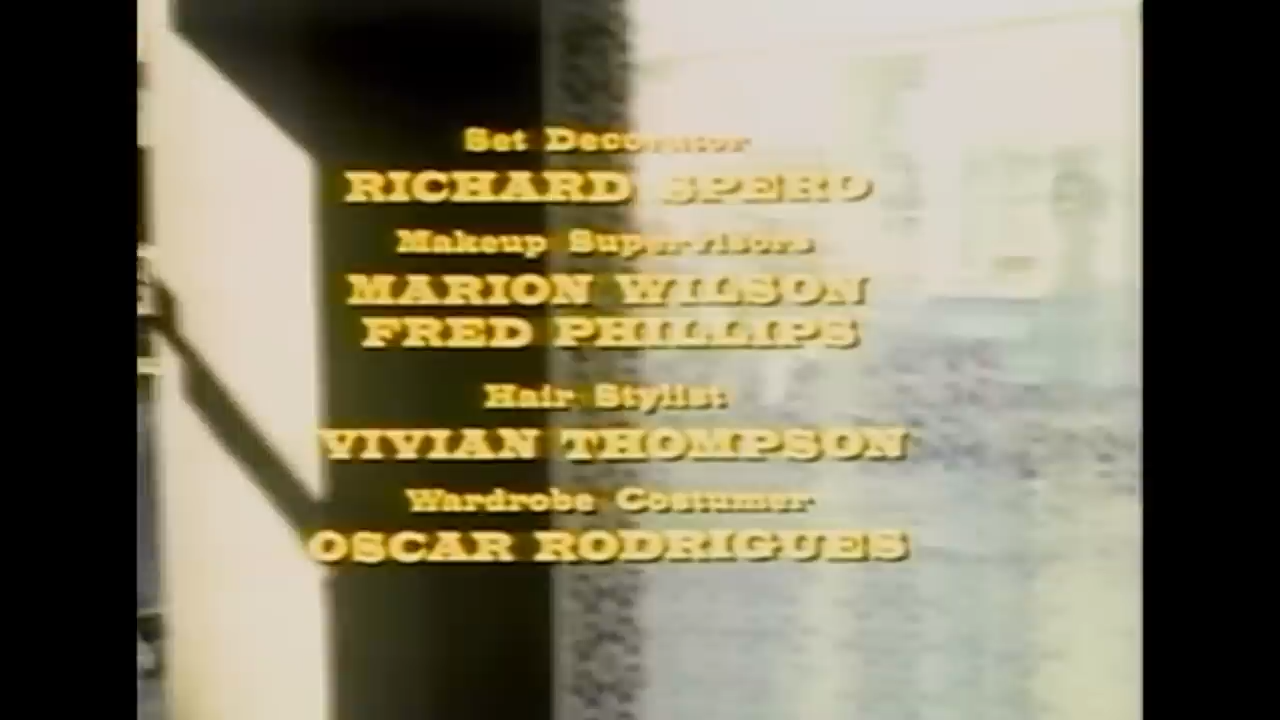 Set Decorator
RICHARD SPERO
Makeup Supervisors
MARION WILSON
FRED PHILLIPS
Hair Stylist
VIVIAN THOMPSON
Wardrobe Costumer
OSCAR RODRIGUES